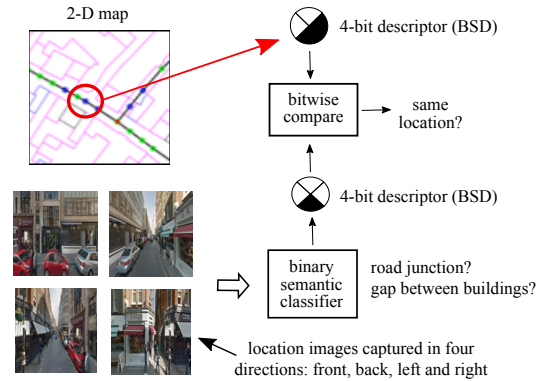 2-D map
4-bit descriptor (BSD)
bitwise
compare
same
location?
4-bit descriptor (BSD)
binary
semantic
classifier
road junction?
gap between buildings?
location images captured in four
directions: front, back, left and right